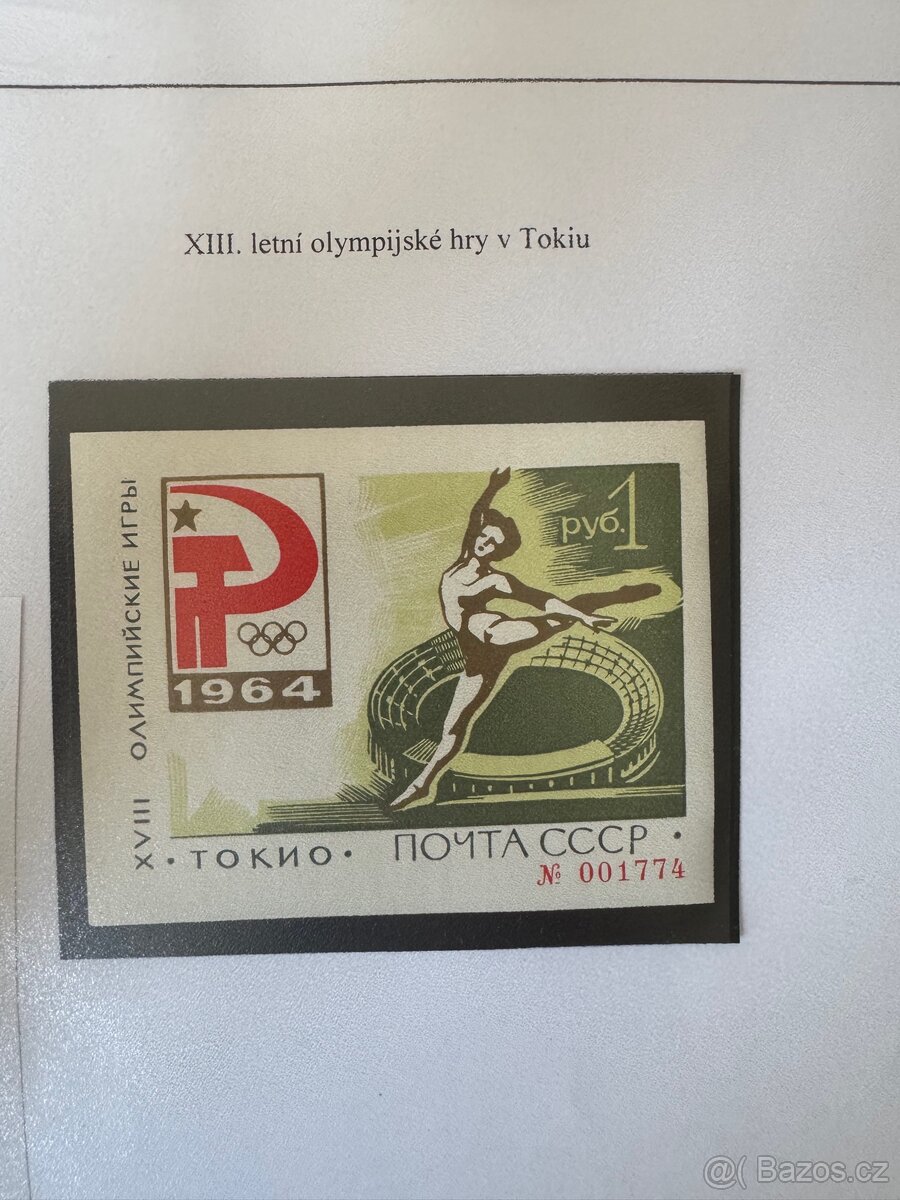 XIII. letní olympijské hry v Tokiu
XVIII ОЛИМПИЙСКИЕ ИГРЫ
руб. 1
1964
• ТОКИО •
ПОЧТА СССР •
№ 001774
@( Bazos.cz